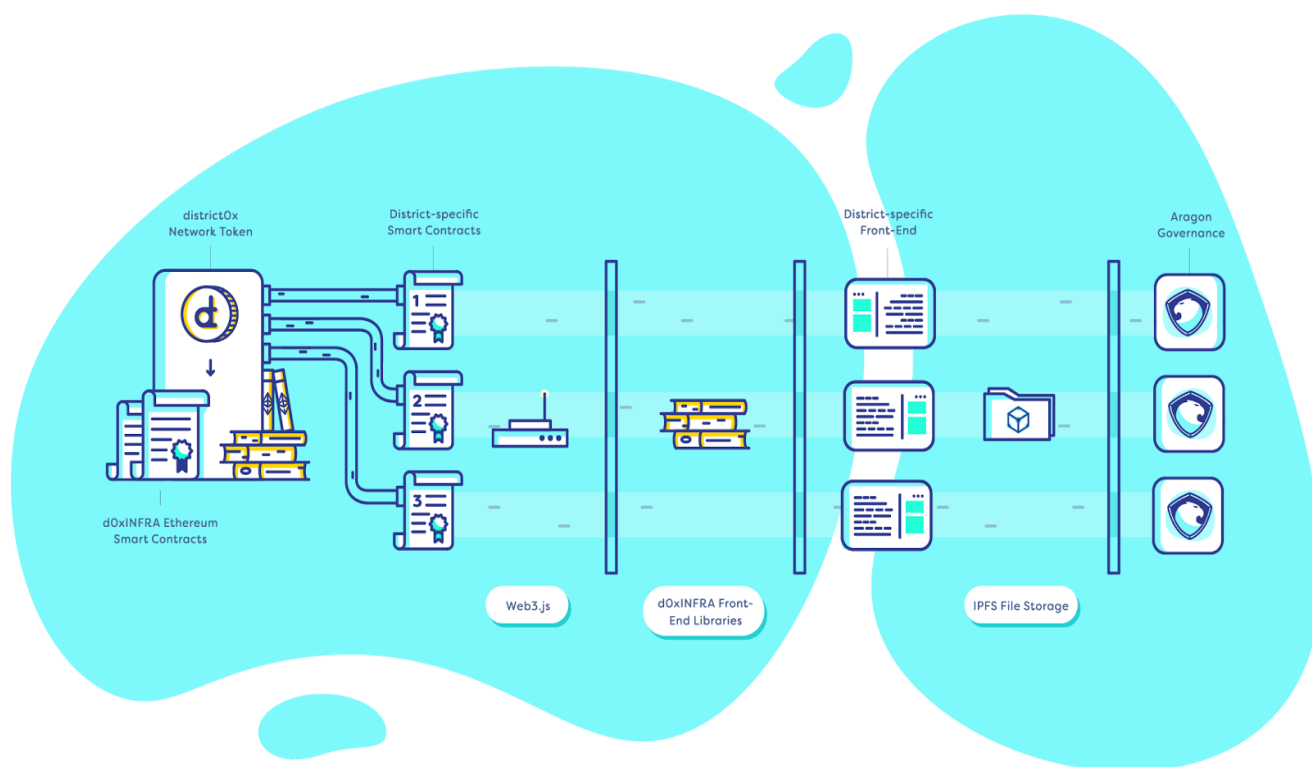 district0x
Network Token
District-specific
Smart Contracts
District-specific
Front-End
Aragon
Governance
d
1
2
3
d0xINFRA Ethereum
Smart Contracts
Web3.js
d0xINFRA Front-
End Libraries
IPFS File Storage